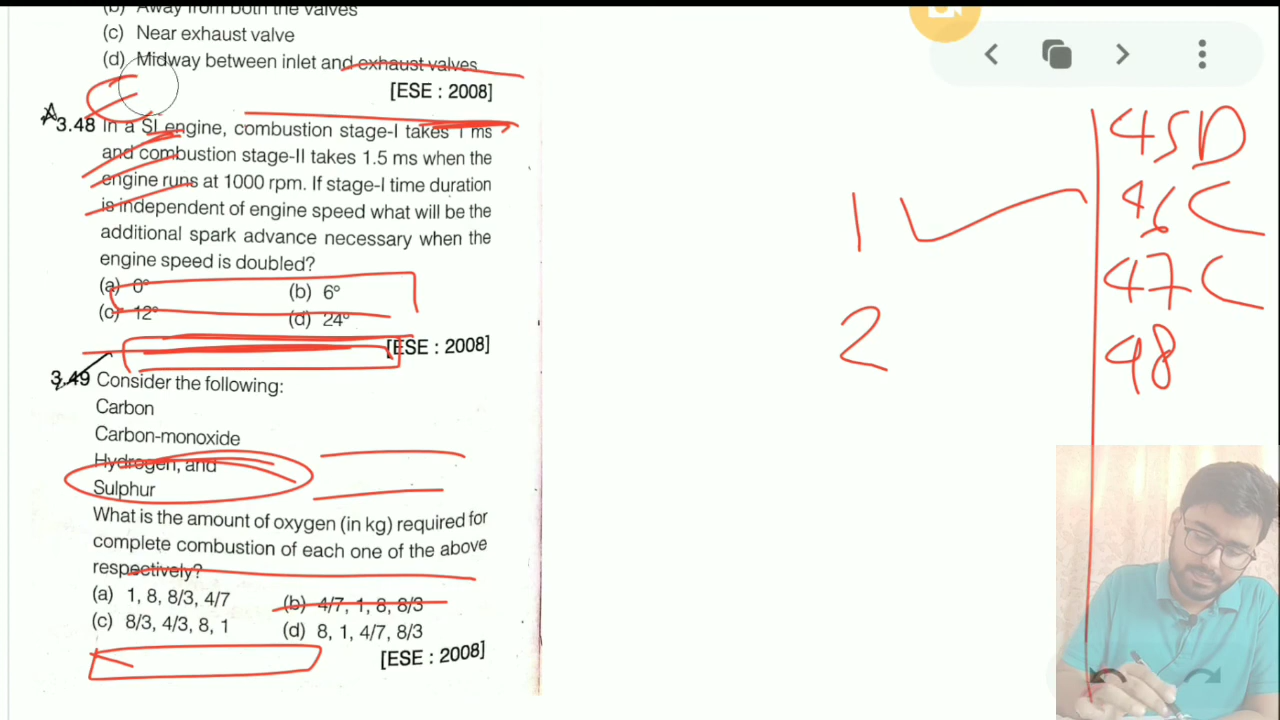 (b) Away from both the valves
(c) Near exhaust valve
(d) Midway between inlet and exhaust valves
[ESE : 2008]
3.48 In a SI engine, combustion stage-I takes 1 ms
and combustion stage-II takes 1.5 ms when the
engine runs at 1000 rpm. If stage-I time duration
is independent of engine speed what will be the
additional spark advance necessary when the
engine speed is doubled?
(a) 0° (b) 6°
(c) 12° (d) 24°
[ESE : 2008]
3.49 Consider the following:
Carbon
Carbon-monoxide
Hydrogen, and
Sulphur
What is the amount of oxygen (in kg) required for
complete combustion of each one of the above
respectively?
(a) 1, 8, 8/3, 4/7 (b) 4/7, 1, 8, 8/3
(c) 8/3, 4/3, 8, 1 (d) 8, 1, 4/7, 8/3
[ESE : 2008]
1
2
45D
46C
47C
48